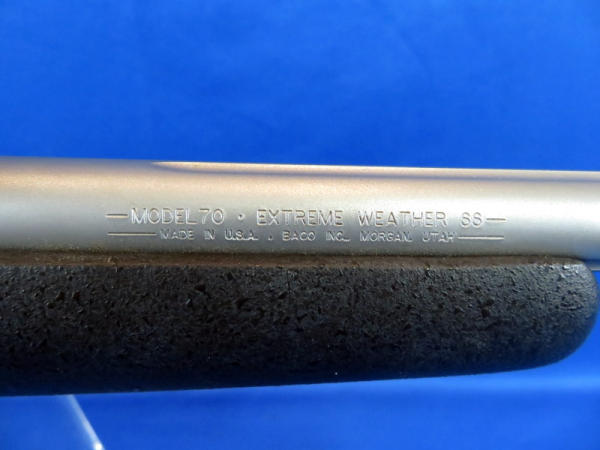 —MODEL 70 · EXTREME WEATHER SS—
—MADE IN U.S.A. . BACO INC., MORGAN, UTAH—